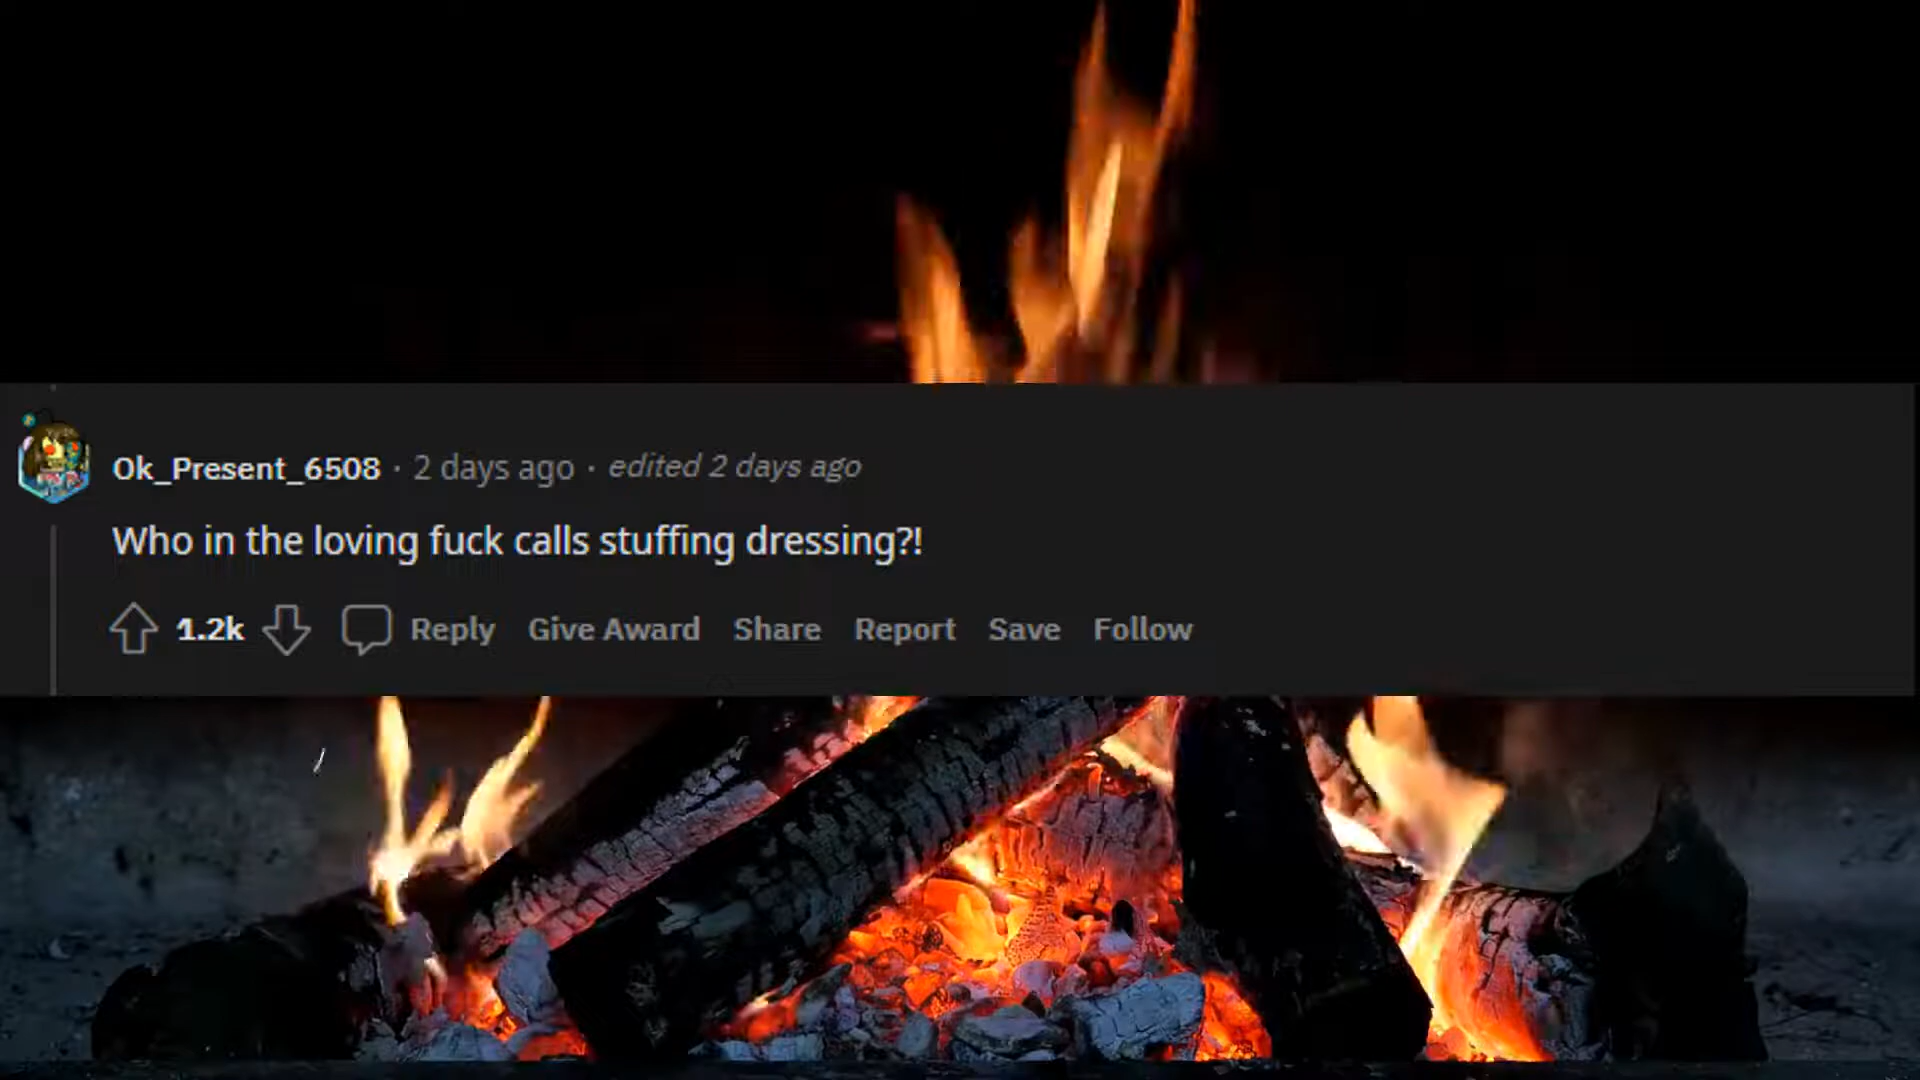 Ok_Present_6508 · 2 days ago · edited 2 days ago
Who in the loving fuck calls stuffing dressing?!
1.2k Reply Give Award Share Report Save Follow